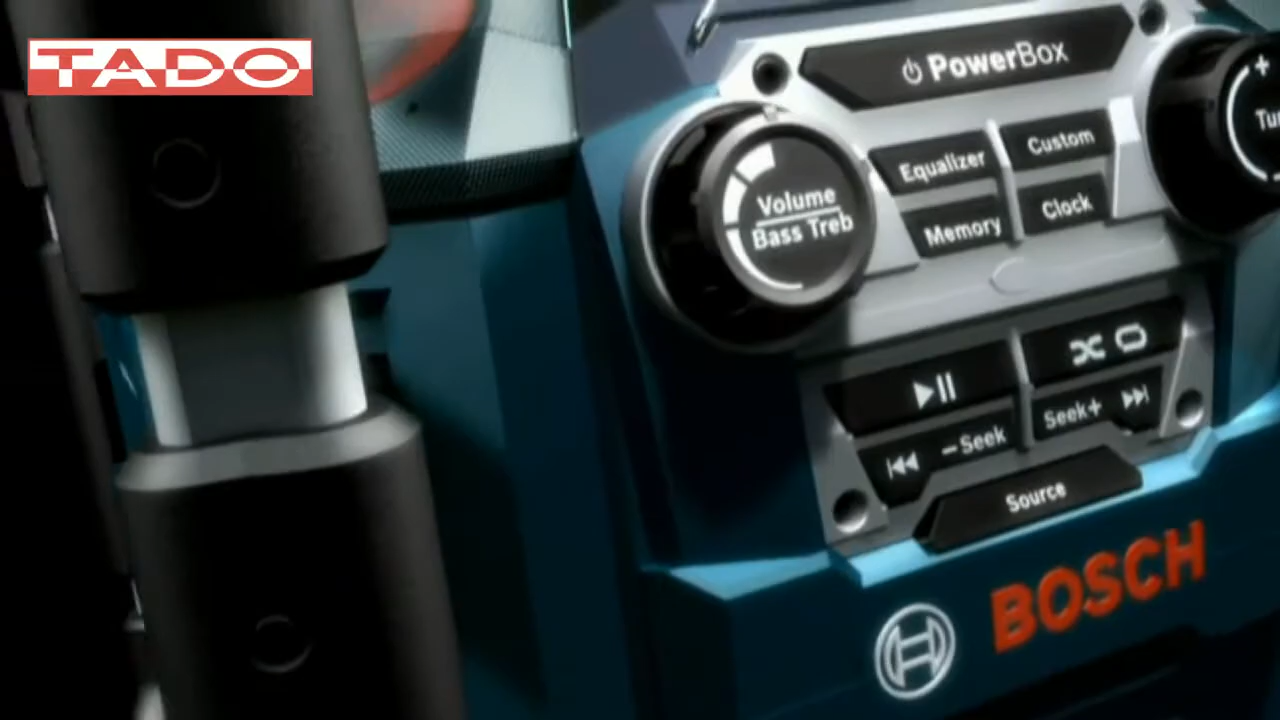 TADO
PowerBox
Equalizer
Custom
Volume
Bass Treb
Memory
Clock
Seek+
−Seek
Source
BOSCH